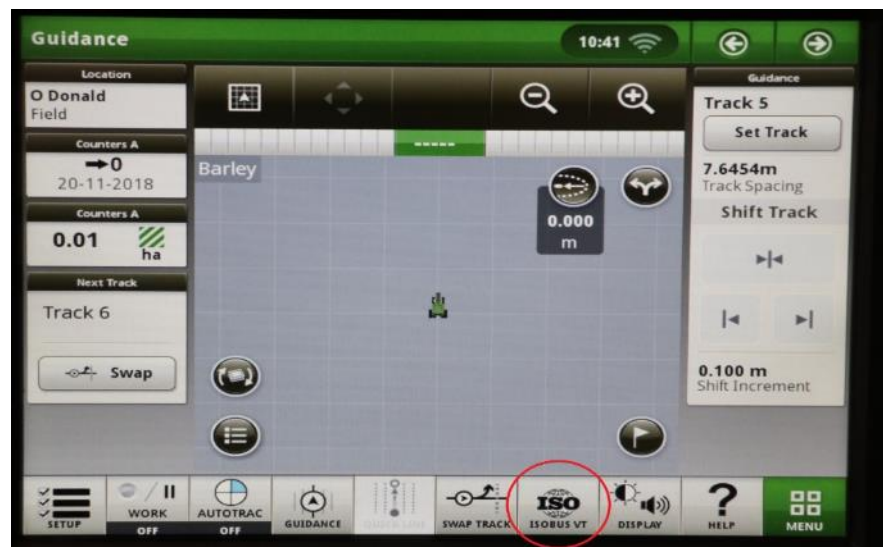 Guidance
10:41
Location
O Donald
Field
Counters A
0
20-11-2018
Counters A
0.01
ha
Next Track
Track 6
Swap
Barley
-----
0.000
m
Guidance
Track 5
Set Track
7.6454m
Track Spacing
Shift Track
0.100 m
Shift Increment
SETUP
WORK
OFF
AUTOTRAC
OFF
GUIDANCE
SWAP TRACK
ISO
ISOBUS VT
DISPLAY
?
HELP
MENU